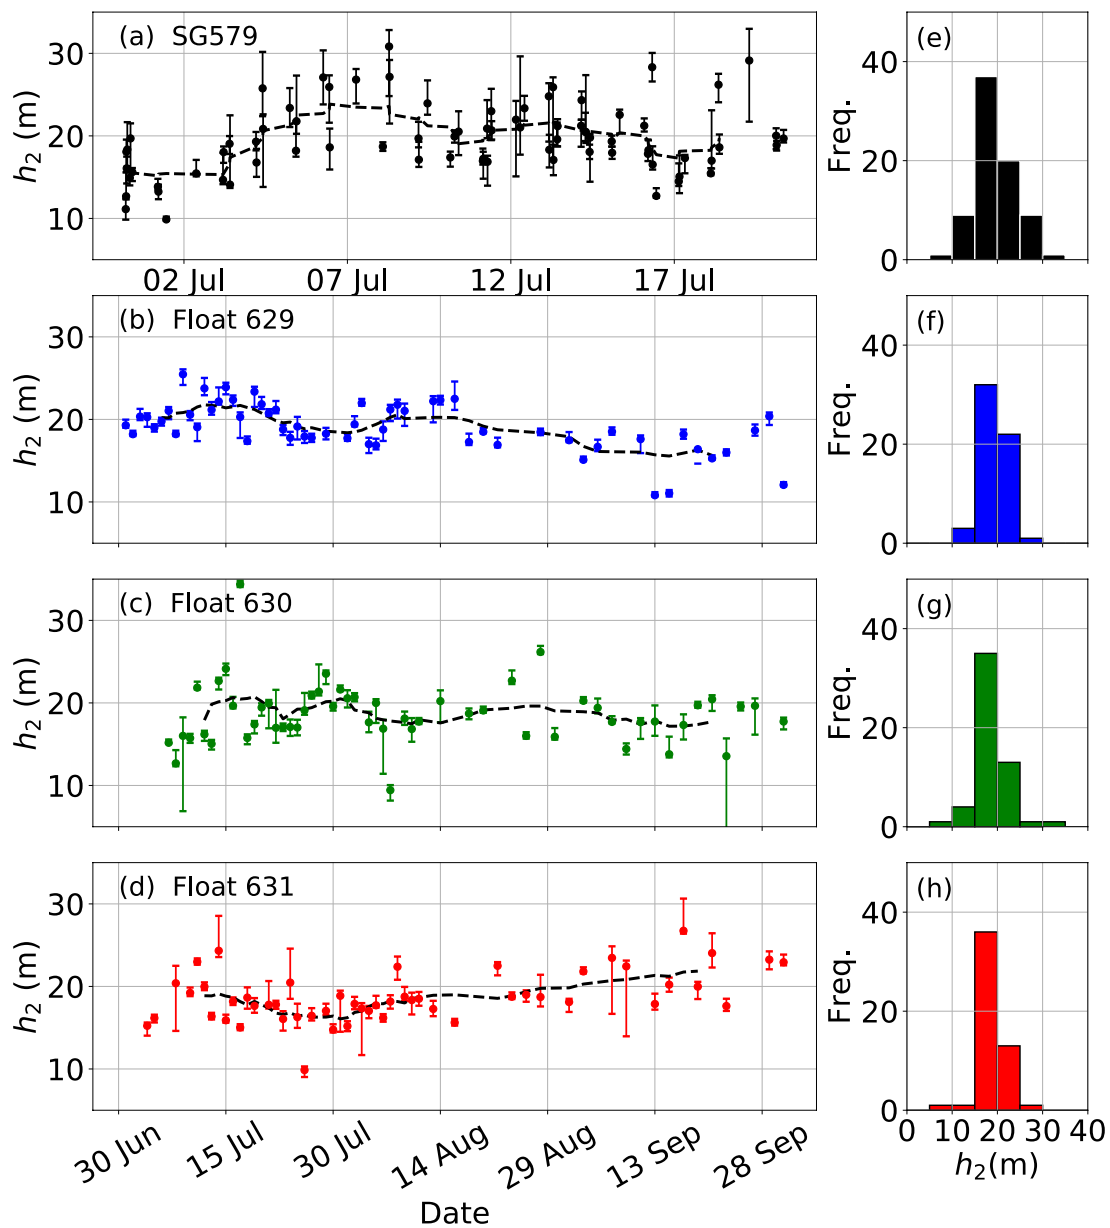 (a) SG579
30
20
10
h2 (m)
02 Jul 07 Jul 12 Jul 17 Jul
(e)
40
20
0
Freq.
(b) Float 629
30
20
10
h2 (m)
(f)
40
20
0
Freq.
(c) Float 630
30
20
10
h2 (m)
(g)
40
20
0
Freq.
(d) Float 631
30
20
10
h2 (m)
30 Jun 15 Jul 30 Jul 14 Aug 29 Aug 13 Sep 28 Sep
Date
(h)
40
20
0
Freq.
0 10 20 30 40
h2(m)